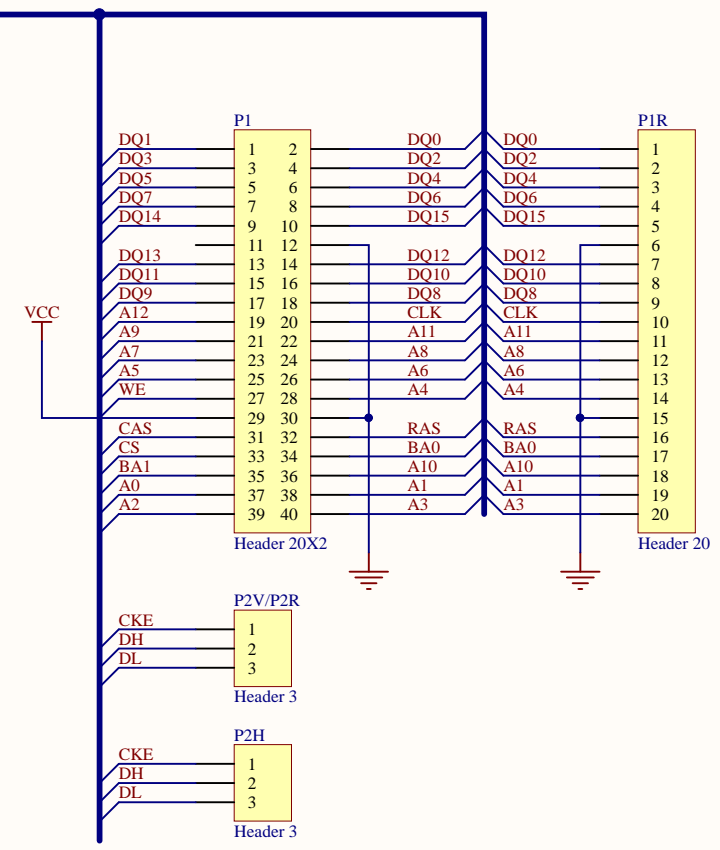 P1 P1R
DQ1 1 2 DQ0 DQ0 1
DQ3 3 4 DQ2 DQ2 2
DQ5 5 6 DQ4 DQ4 3
DQ7 7 8 DQ6 DQ6 4
DQ14 9 10 DQ15 DQ15 5
11 12 6
DQ13 13 14 DQ12 DQ12 7
DQ11 15 16 DQ10 DQ10 8
DQ9 17 18 DQ8 DQ8 9
VCC A12 19 20 CLK CLK 10
A9 21 22 A11 A11 11
A7 23 24 A8 A8 12
A5 25 26 A6 A6 13
WE 27 28 A4 A4 14
29 30 15
CAS 31 32 RAS RAS 16
CS 33 34 BA0 BA0 17
BA1 35 36 A10 A10 18
A0 37 38 A1 A1 19
A2 39 40 A3 A3 20
Header 20X2 Header 20
P2V/P2R
CKE 1
DH 2
DL 3
Header 3
P2H
CKE 1
DH 2
DL 3
Header 3